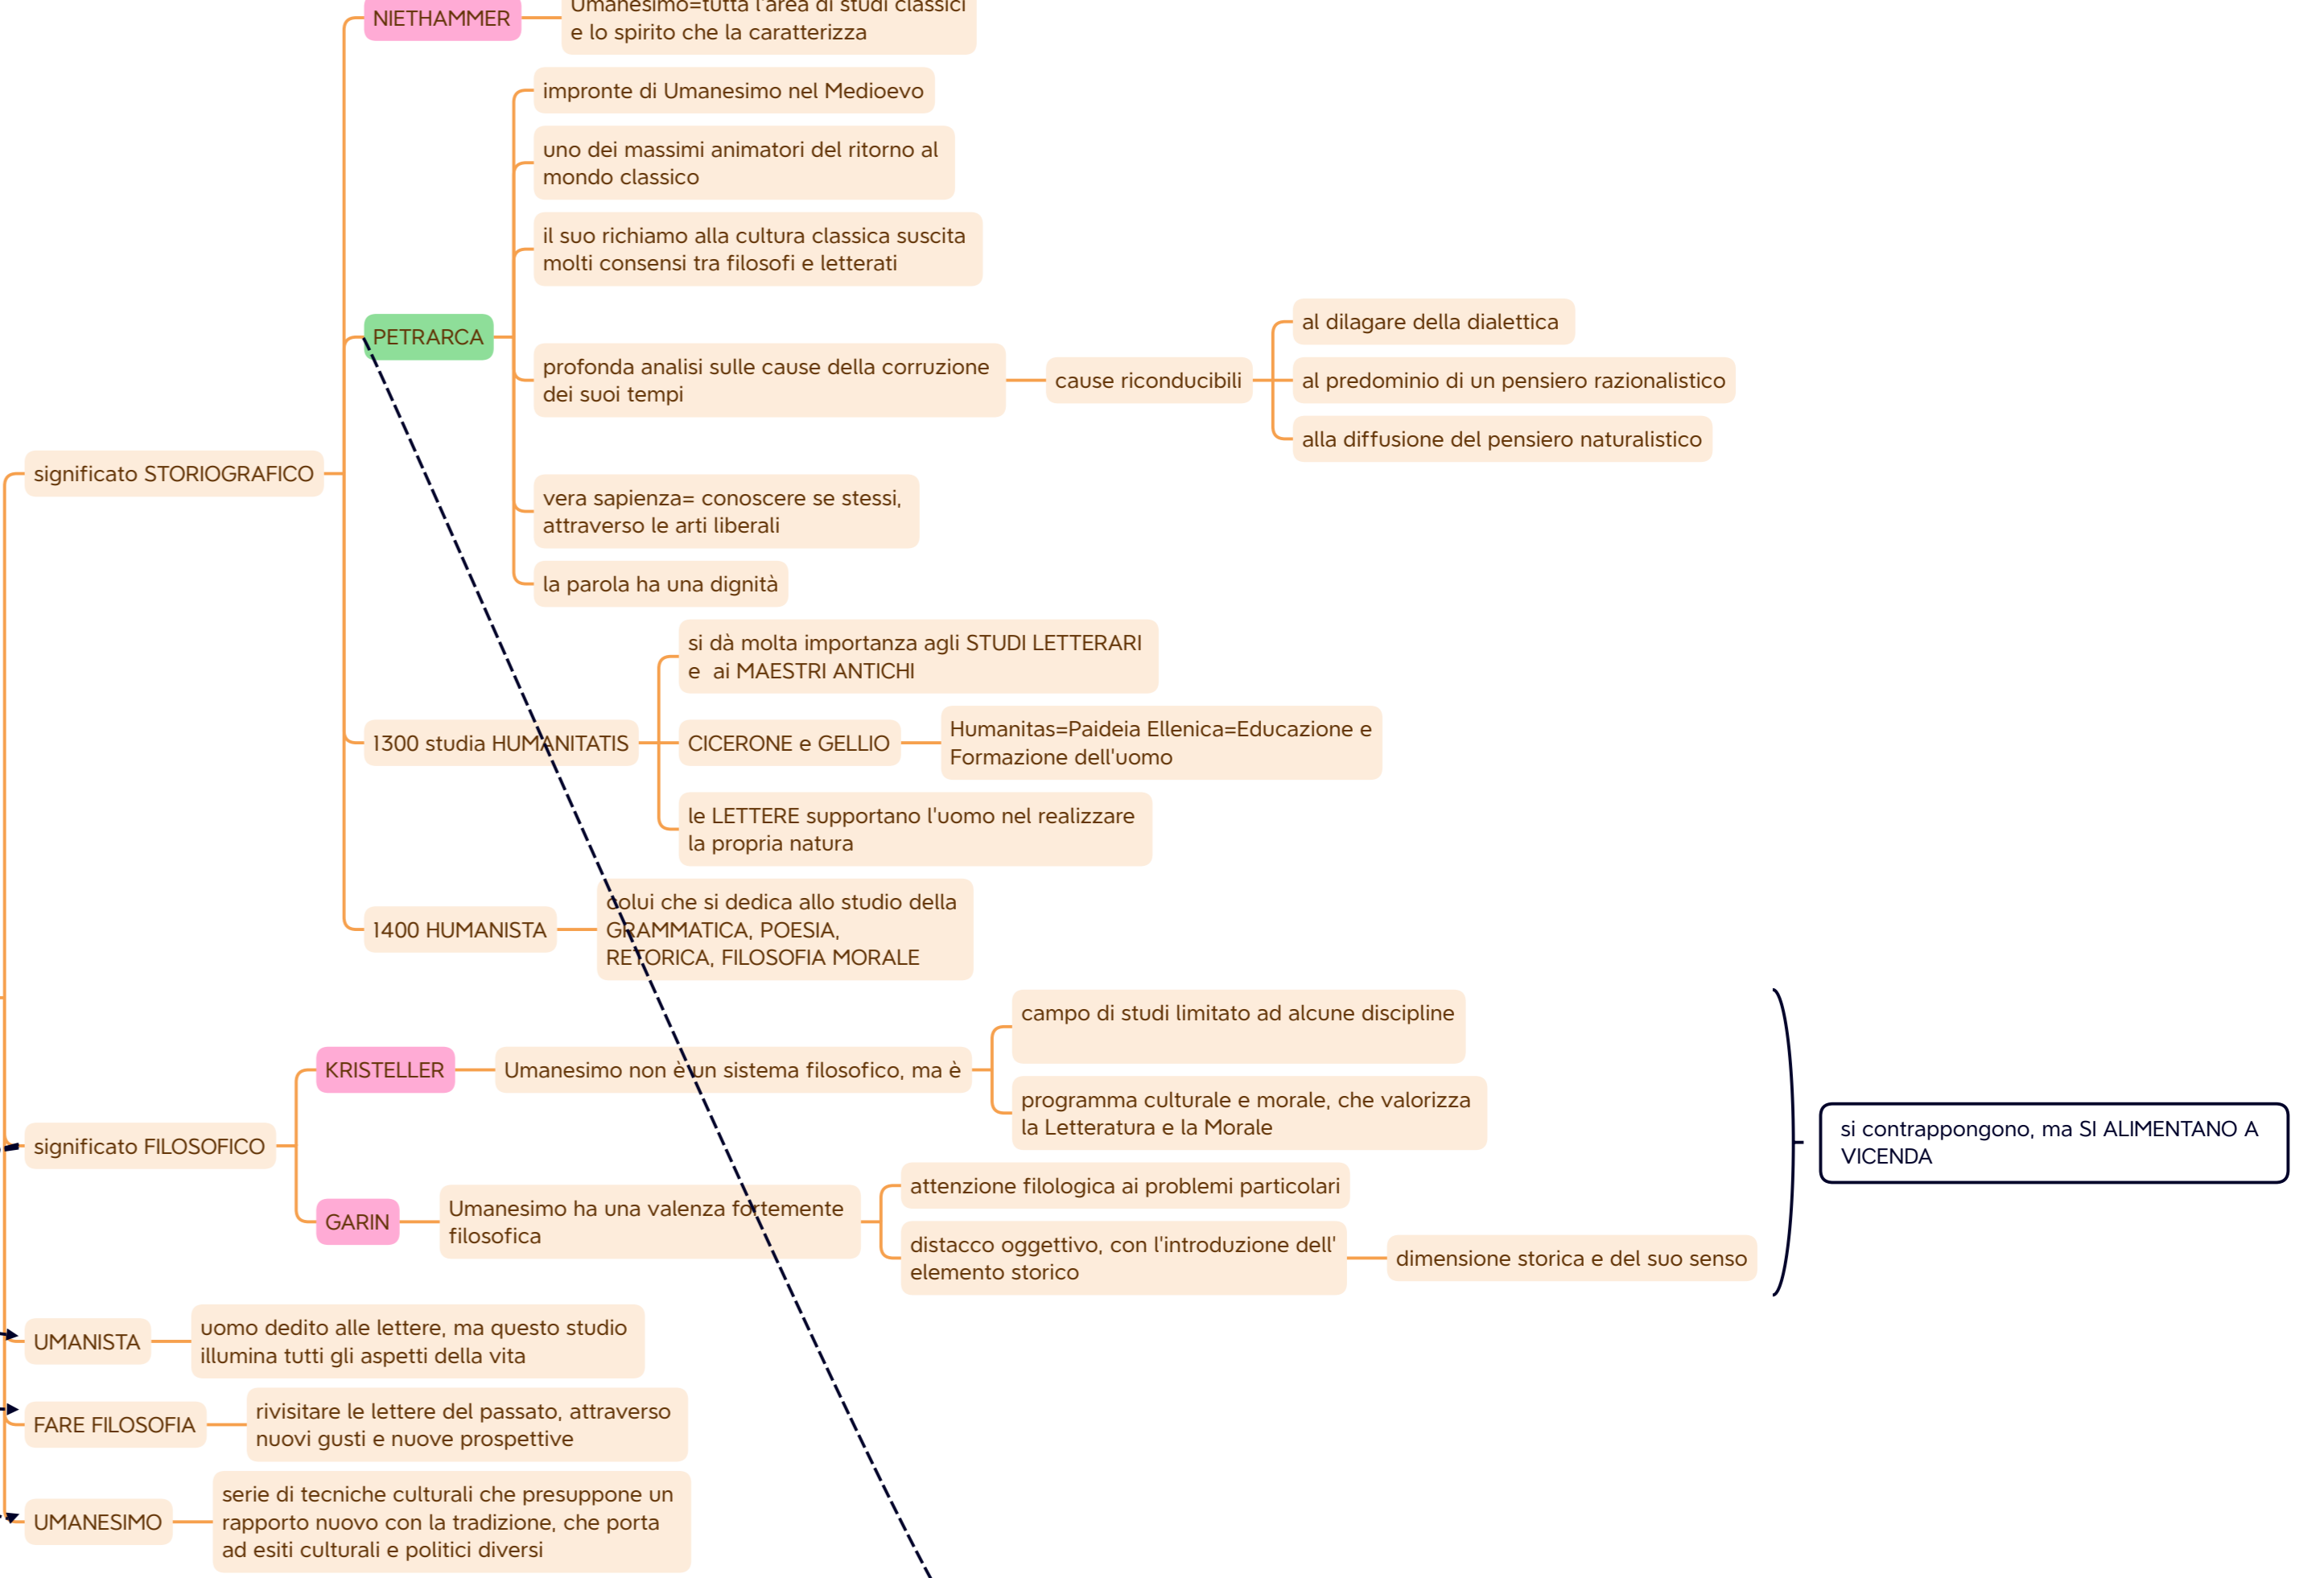 NIETHAMMER
Umanesimo=tutta l'area di studi classici
e lo spirito che la caratterizza
impronte di Umanesimo nel Medioevo
uno dei massimi animatori del ritorno al
mondo classico
il suo richiamo alla cultura classica suscita
molti consensi tra filosofi e letterati
PETRARCA
profonda analisi sulle cause della corruzione
dei suoi tempi
cause riconducibili
al dilagare della dialettica
al predominio di un pensiero razionalistico
alla diffusione del pensiero naturalistico
significato STORIOGRAFICO
vera sapienza= conoscere se stessi,
attraverso le arti liberali
la parola ha una dignità
si dà molta importanza agli STUDI LETTERARI
e  ai MAESTRI ANTICHI
1300 studia HUMANITATIS
CICERONE e GELLIO
Humanitas=Paideia Ellenica=Educazione e
Formazione dell'uomo
le LETTERE supportano l'uomo nel realizzare
la propria natura
1400 HUMANISTA
colui che si dedica allo studio della
GRAMMATICA, POESIA,
RETORICA, FILOSOFIA MORALE
campo di studi limitato ad alcune discipline
KRISTELLER
Umanesimo non è un sistema filosofico, ma è
programma culturale e morale, che valorizza
la Letteratura e la Morale
significato FILOSOFICO
si contrappongono, ma SI ALIMENTANO A
VICENDA
attenzione filologica ai problemi particolari
GARIN
Umanesimo ha una valenza fortemente
filosofica
distacco oggettivo, con l'introduzione dell'
elemento storico
dimensione storica e del suo senso
UMANISTA
uomo dedito alle lettere, ma questo studio
illumina tutti gli aspetti della vita
FARE FILOSOFIA
rivisitare le lettere del passato, attraverso
nuovi gusti e nuove prospettive
UMANESIMO
serie di tecniche culturali che presuppone un
rapporto nuovo con la tradizione, che porta
ad esiti culturali e politici diversi